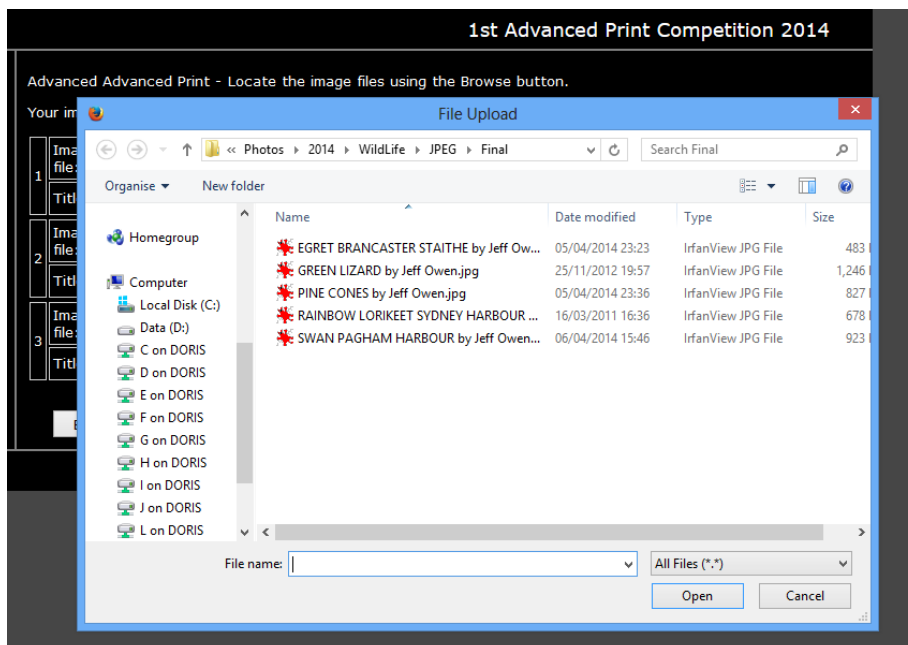 1st Advanced Print Competition 2014
Advanced Advanced Print - Locate the image files using the Browse button.
Your im
File Upload
« Photos 2014 WildLife JPEG Final
Search Final
Organise New folder
1
Ima
file:
Titl
2
Ima
file:
Titl
3
Ima
file:
Titl
Homegroup
Computer
Local Disk (C:)
Data (D:)
C on DORIS
D on DORIS
E on DORIS
F on DORIS
G on DORIS
H on DORIS
I on DORIS
J on DORIS
L on DORIS
Name Date modified Type Size
EGRET BRANCASTER STAITHE by Jeff Ow... 05/04/2014 23:23 IrfanView JPG File 483
GREEN LIZARD by Jeff Owen.jpg 25/11/2012 19:57 IrfanView JPG File 1,246
PINE CONES by Jeff Owen.jpg 05/04/2014 23:36 IrfanView JPG File 827
RAINBOW LORIKEET SYDNEY HARBOUR ... 16/03/2011 16:36 IrfanView JPG File 678
SWAN PAGHAM HARBOUR by Jeff Owen... 06/04/2014 15:46 IrfanView JPG File 923
File name: All Files (*.*)
Open Cancel